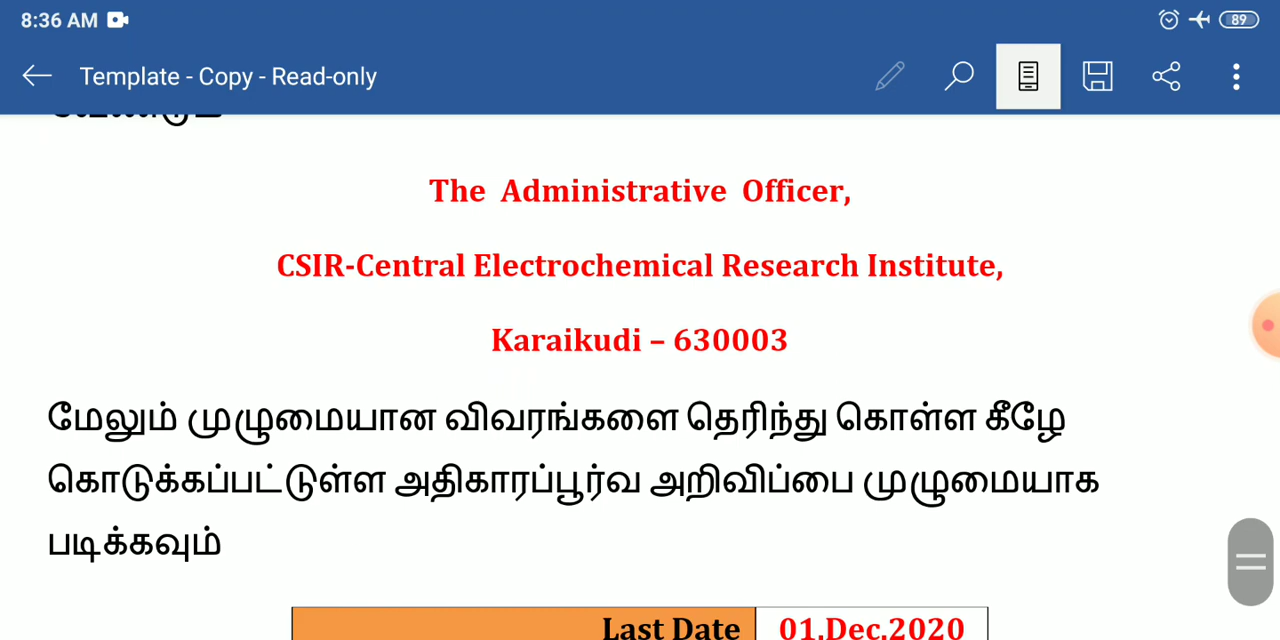 8:36 AM
89
Template - Copy - Read-only
The Administrative Officer,
CSIR-Central Electrochemical Research Institute,
Karaikudi – 630003
மேலும் முழுமையான விவரங்களை தெரிந்து கொள்ள கீழே
கொடுக்கப்பட்டுள்ள அதிகாரப்பூர்வ அறிவிப்பை முழுமையாக
படிக்கவும்
Last Date 01.Dec.2020